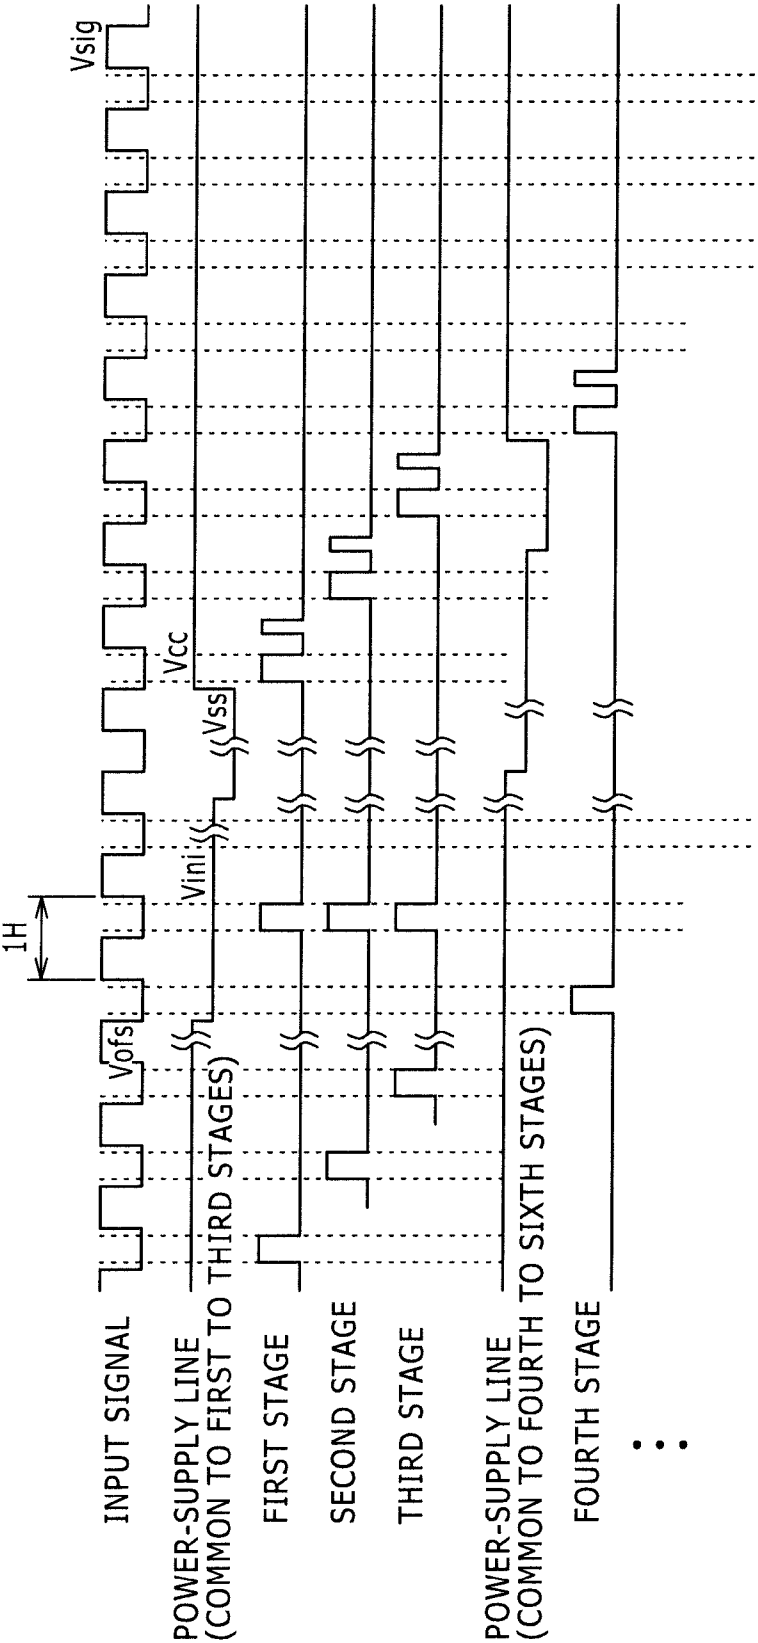 INPUT SIGNAL
Vofs
1H
Vsig
POWER-SUPPLY LINE
(COMMON TO FIRST TO THIRD STAGES)
Vini
Vss
Vcc
FIRST STAGE
SECOND STAGE
THIRD STAGE
POWER-SUPPLY LINE
(COMMON TO FOURTH TO SIXTH STAGES)
FOURTH STAGE